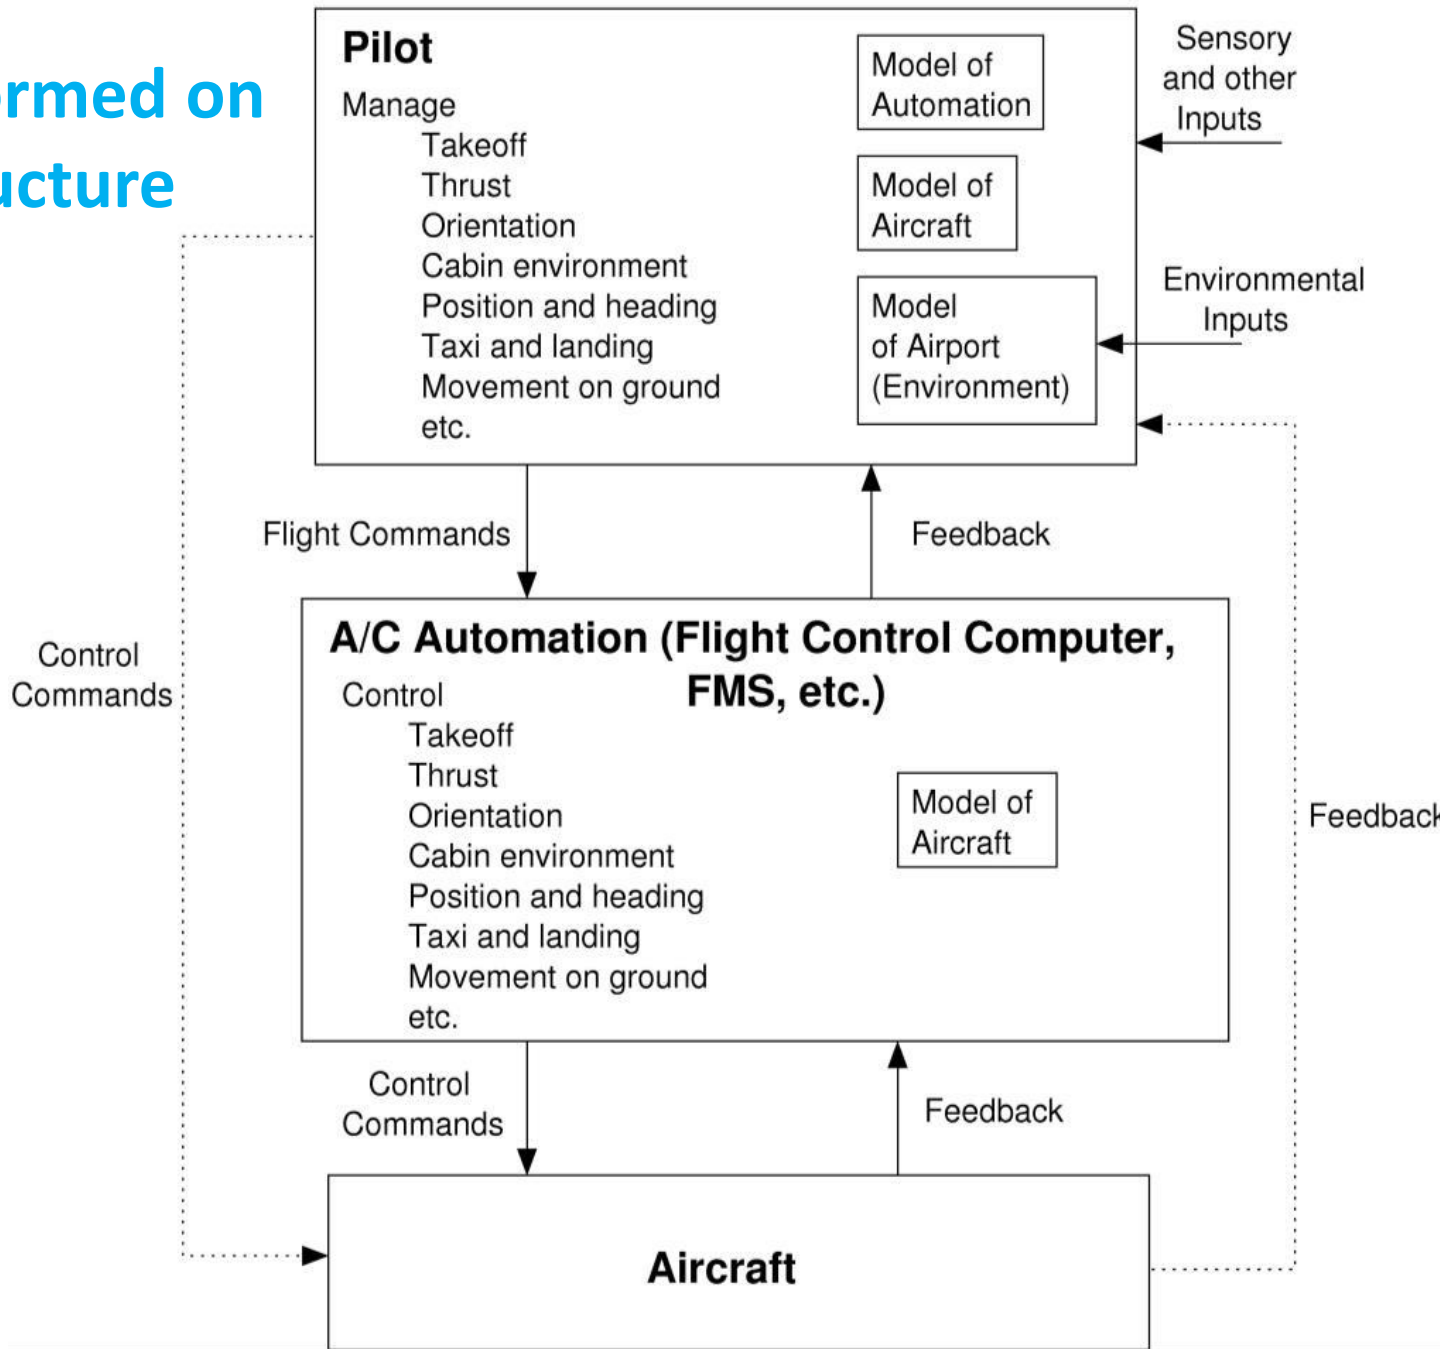 ormed on
ucture
Pilot
Manage
Takeoff
Thrust
Orientation
Cabin environment
Position and heading
Taxi and landing
Movement on ground
etc.
Model of
Automation
Model of
Aircraft
Model
of Airport
(Environment)
Sensory
and other
Inputs
Environmental
Inputs
Flight Commands
Feedback
Control
Commands
A/C Automation (Flight Control Computer,
FMS, etc.)
Control
Takeoff
Thrust
Orientation
Cabin environment
Position and heading
Taxi and landing
Movement on ground
etc.
Model of
Aircraft
Feedback
Control
Commands
Feedback
Aircraft